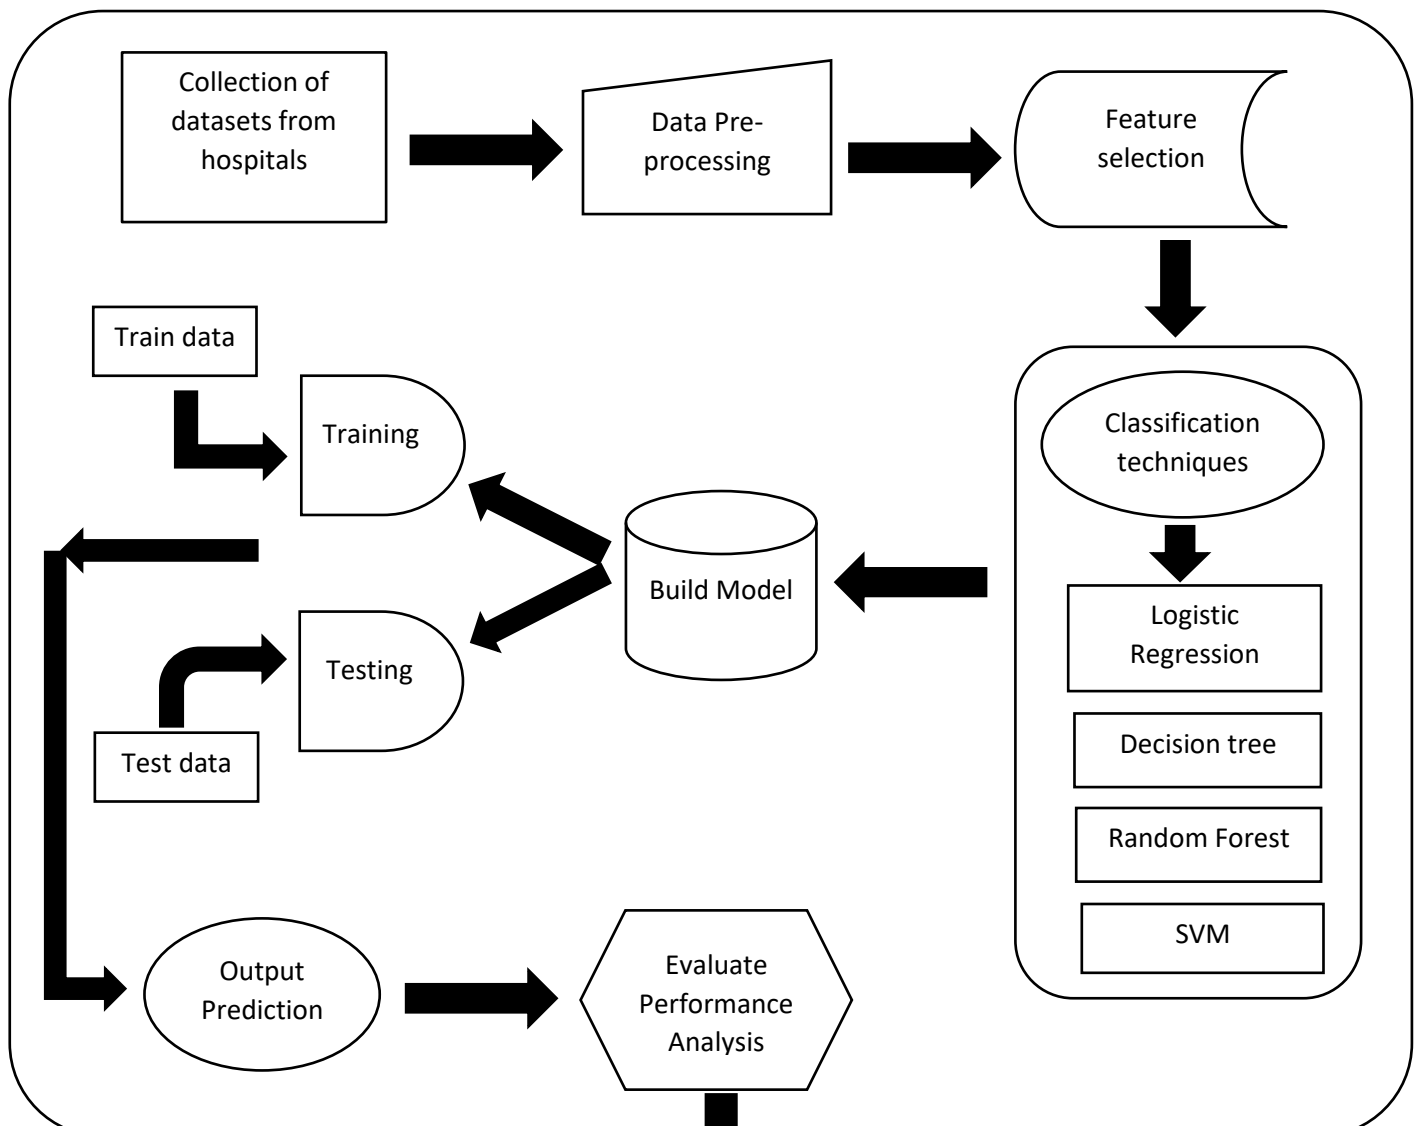 Collection of
datasets from
hospitals
Data Pre-
processing
Feature
selection
Train data
Training
Classification
techniques
Build Model
Logistic
Regression
Testing
Decision tree
Test data
Random Forest
SVM
Output
Prediction
Evaluate
Performance
Analysis